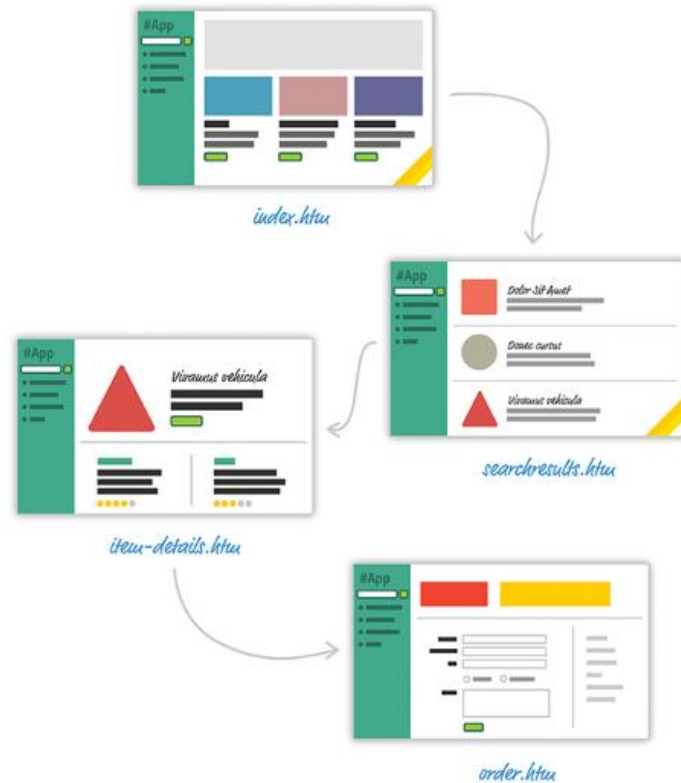 #App
index.htm
#App
Dolor Sit Amet
Donec cursus
Vivamus vehicula
searchresults.htm
#App
Vivamus vehicula
item-details.htm
#App
order.htm